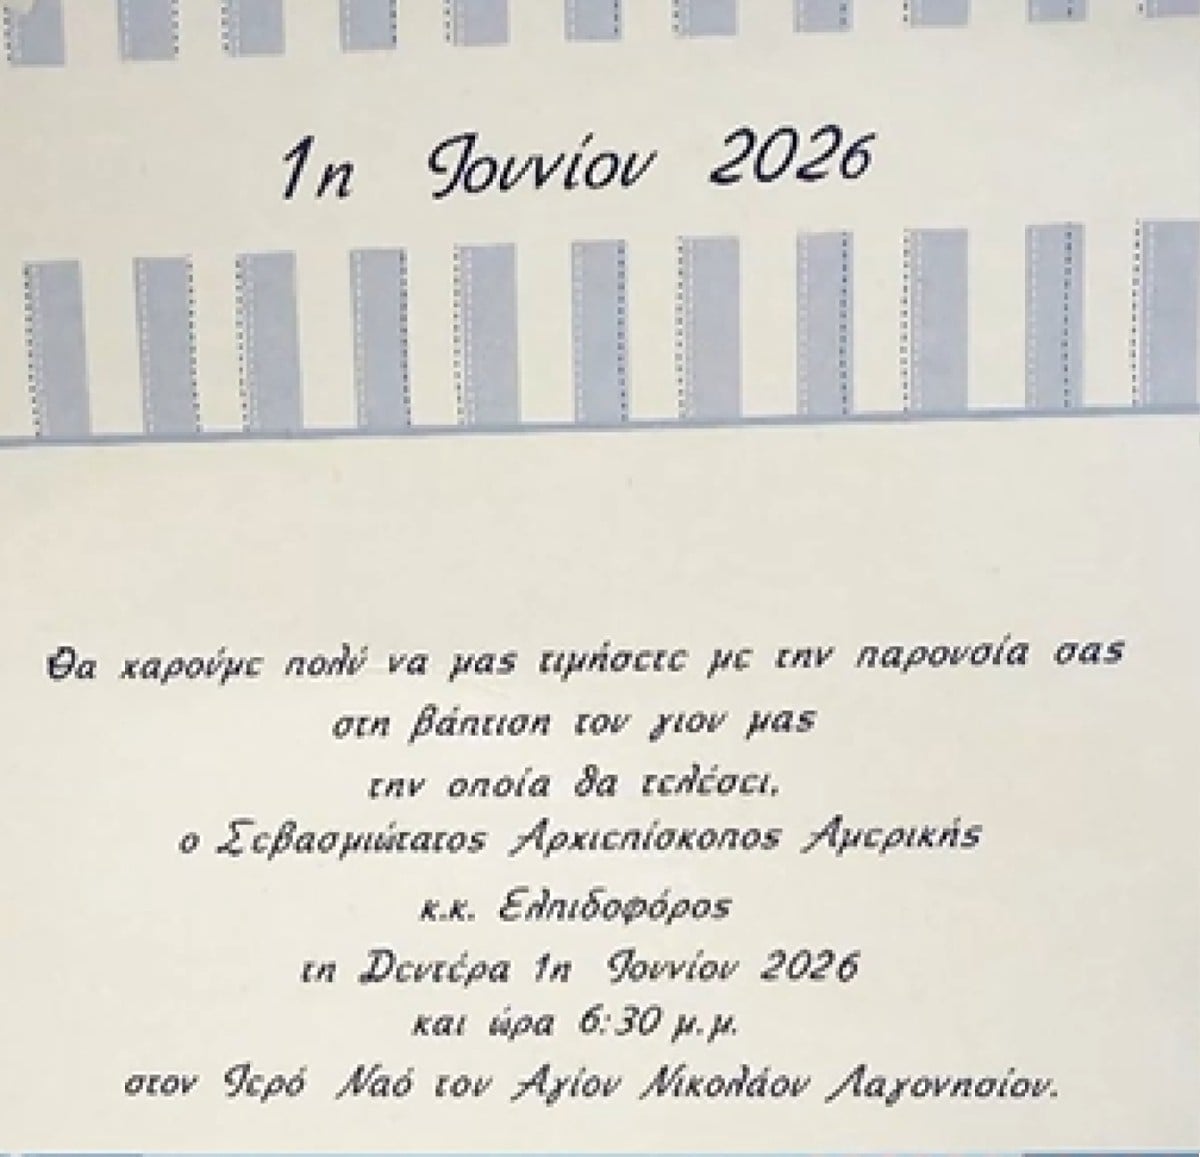 1η Ιουνίου 2026
Θα χαρούμε πολύ να μας τιμήσετε με την παρουσία σας
στη βάπτιση του γιου μας
την οποία θα τελέσει.
ο Σεβασμιώτατος Αρχιεπίσκοπος Αμερικής
κ.κ. Ελπιδοφόρος
τη Δευτέρα 1η Ιουνίου 2026
και ώρα 6:30 μ.μ.
στον Ιερό Ναό του Αγίου Νικολάου Λαγονησίου.